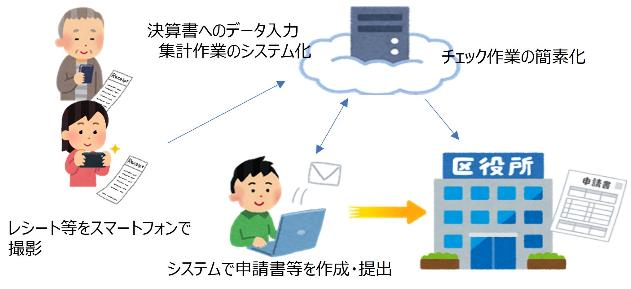 決算書へのデータ入力
集計作業のシステム化
チェック作業の簡素化
Receipt
Receipt
区役所
申請書
レシート等をスマートフォンで
撮影
システムで申請書等を作成・提出